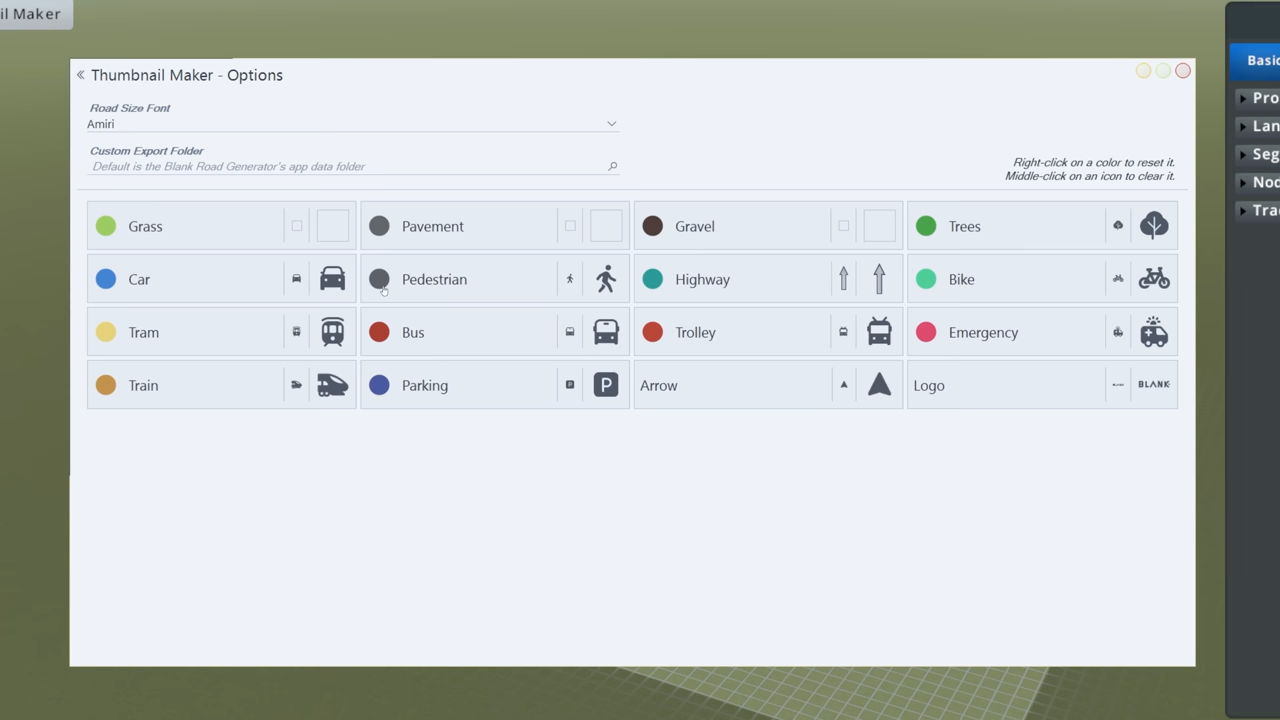 il Maker
Thumbnail Maker - Options
Road Size Font
Amiri
Custom Export Folder
Default is the Blank Road Generator's app data folder
Right-click on a color to reset it.
Middle-click on an icon to clear it.
Grass
Pavement
Gravel
Trees
Car
Pedestrian
Highway
Bike
Tram
Bus
Trolley
Emergency
Train
Parking
P
P
Arrow
Logo
BLANK
Basic
Pro
Lan
Seg
Nod
Tra